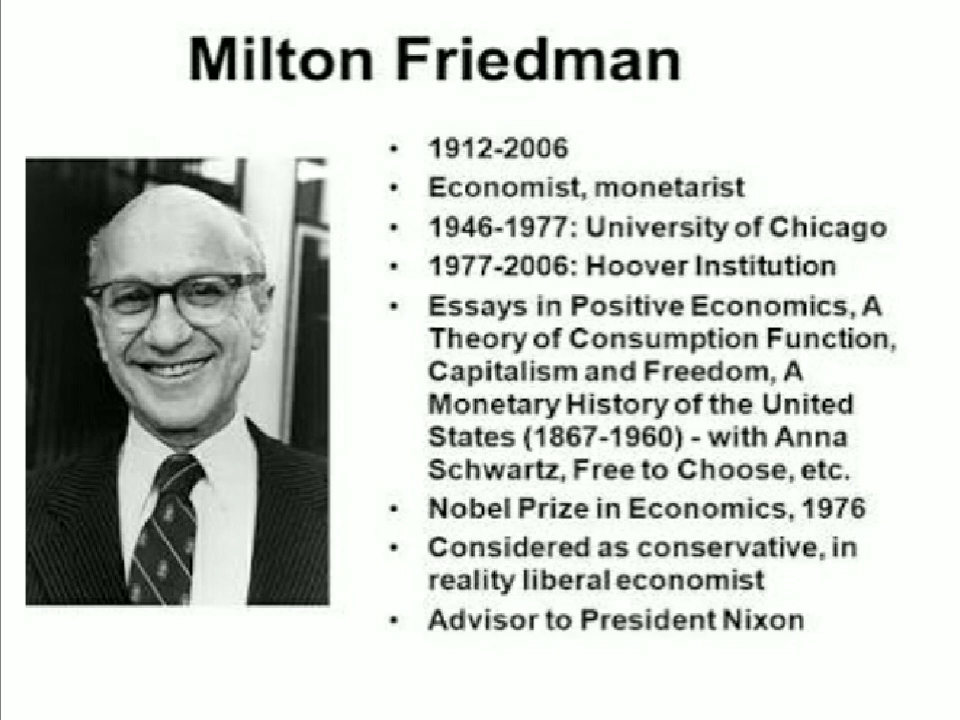 Milton Friedman
• 1912-2006
• Economist, monetarist
• 1946-1977: University of Chicago
• 1977-2006: Hoover Institution
• Essays in Positive Economics, A
Theory of Consumption Function,
Capitalism and Freedom, A
Monetary History of the United
States (1867-1960) - with Anna
Schwartz, Free to Choose, etc.
• Nobel Prize in Economics, 1976
• Considered as conservative, in
reality liberal economist
• Advisor to President Nixon